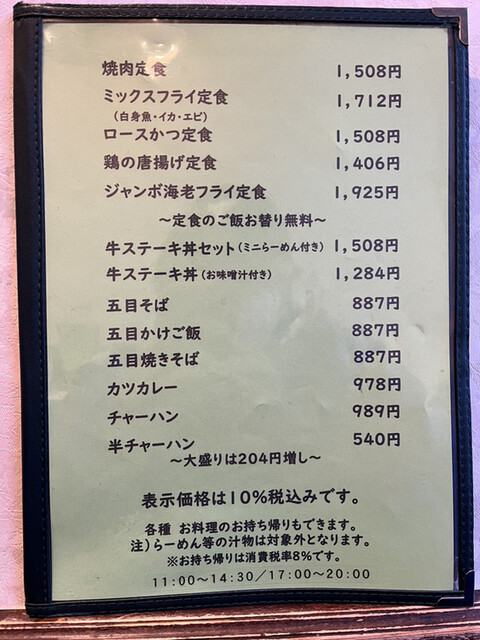 焼肉定食 1,508円
ミックスフライ定食 1,712円
（白身魚・イカ・エビ）
ロースかつ定食 1,508円
鶏の唐揚げ定食 1,406円
ジャンボ海老フライ定食 1,925円
～定食のご飯お替り無料～
牛ステーキ丼セット（ミニらーめん付き） 1,508円
牛ステーキ丼（お味噌汁付き） 1,284円
五目そば 887円
五目かけご飯 887円
五目焼きそば 887円
カツカレー 978円
チャーハン 989円
半チャーハン 540円
～大盛りは204円増し～
表示価格は10%税込みです。
各種 お料理のお持ち帰りもできます。
注）らーめん等の汁物は対象外となります。
※お持ち帰りは消費税率8%です。
11:00～14:30／17:00～20:00